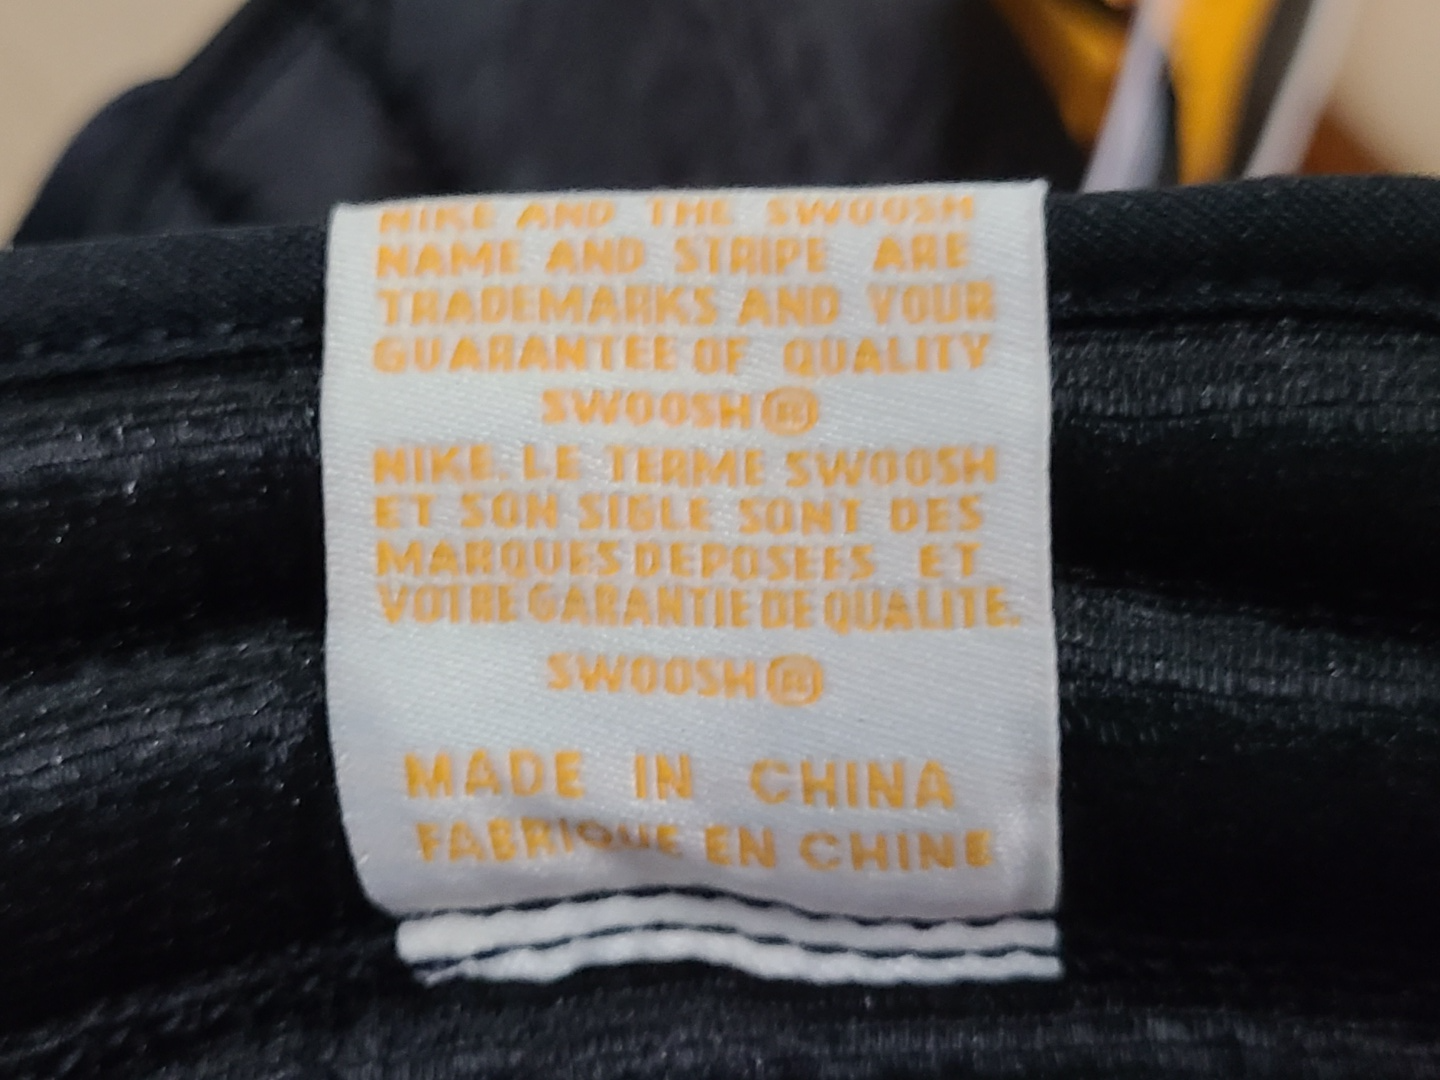 NIKE AND THE SWOOSH
NAME AND STRIPE ARE
TRADEMARKS AND YOUR
GUARANTEE OF QUALITY
SWOOSH®
NIKE. LE TERME SWOOSH
ET SON SIGLE SONT DES
MARQUES DEPOSEES ET
VOTRE GARANTIE DE QUALITE.
SWOOSH®
MADE IN CHINA
FABRIQUE EN CHINE